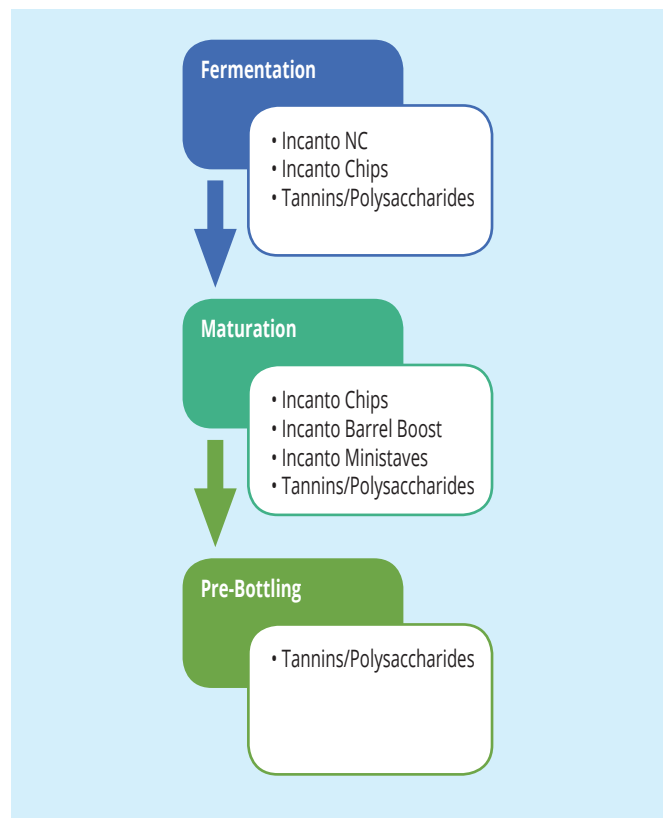 Fermentation
• Incanto NC
• Incanto Chips
• Tannins/Polysaccharides
Maturation
• Incanto Chips
• Incanto Barrel Boost
• Incanto Ministaves
• Tannins/Polysaccharides
Pre-Bottling
• Tannins/Polysaccharides